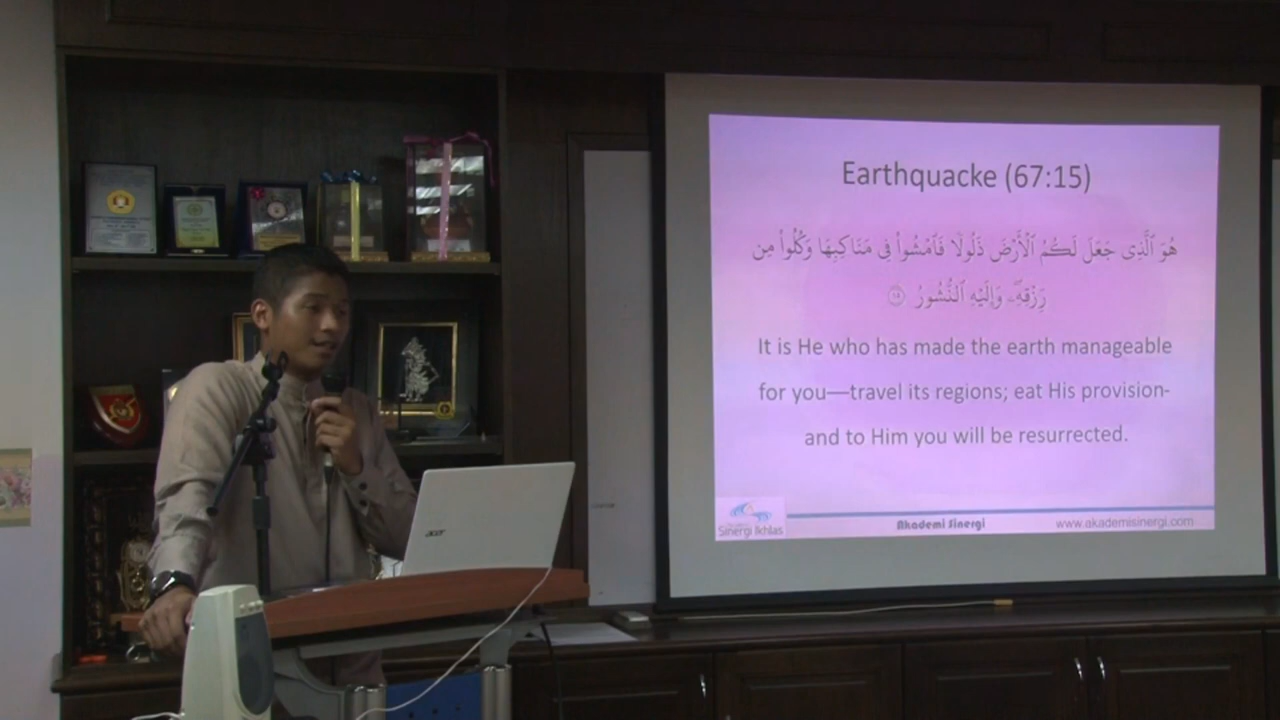 Earthquacke (67:15)
هُوَ ٱلَّذِى جَعَلَ لَكُمُ ٱلْأَرْضَ ذَلُولًا فَٱمْشُوا۟ فِى مَنَاكِبِهَا وَكُلُوا۟ مِن
رِّزْقِهِۦ ۖ وَإِلَيْهِ ٱلنُّشُورُ ١٥
It is He who has made the earth manageable
for you—travel its regions; eat His provision-
and to Him you will be resurrected.
Sinergi Ikhlas
Akademi Sinergi
www.akademisinergi.com
acer